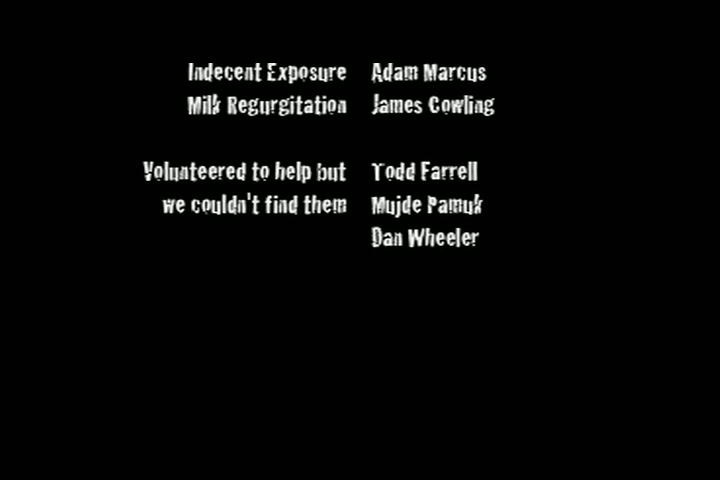 Indecent Exposure Adam Marcus
Milk Regurgitation James Cowling
Volunteered to help but Todd Farrell
we couldn't find them Mujde Pamuk
Dan Wheeler